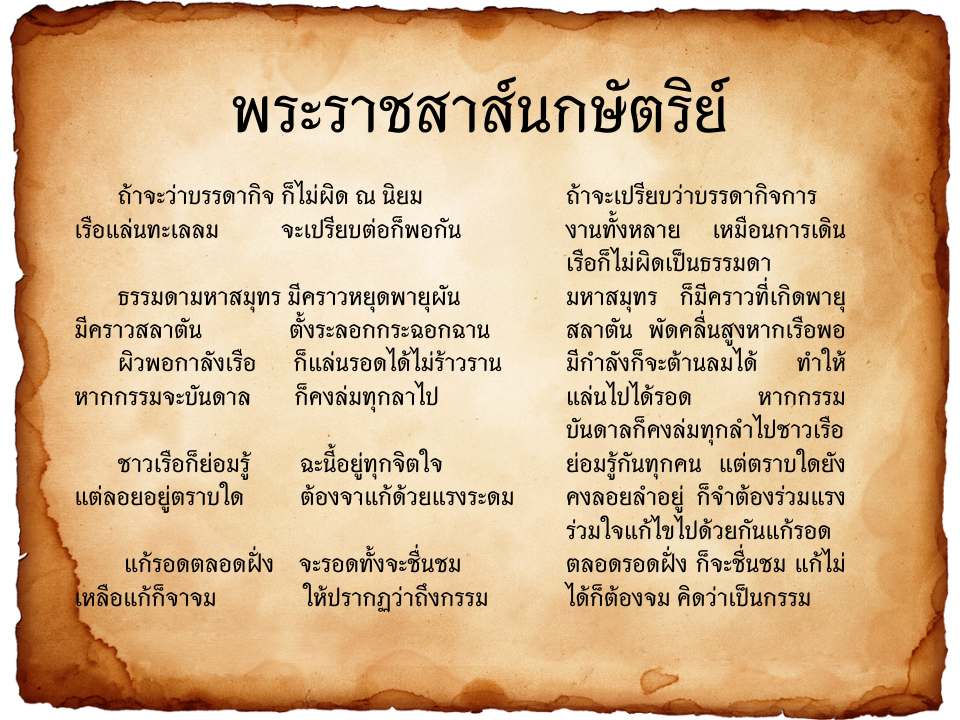 พระราชสาส์นกษัตริย์
ถ้าจะว่าบรรดากิจ ก็ไม่ผิด ณ นิยม
เรือแล่นทะเลลม จะเปรียบต่อก็พอกัน
ธรรมดามหาสมุทร มีคราวหยุดพายุผัน
มีคราวสลาตัน ตั้งระลอกกระฉอกฉาน
ผิวพอกาลังเรือ ก็แล่นรอดได้ไม่ร้าวราน
หากกรรมจะบันดาล ก็คงล่มทุกลาไป
ชาวเรือก็ย่อมรู้ ฉะนี้อยู่ทุกจิตใจ
แต่ลอยอยู่ตราบใด ต้องจาแก้ด้วยแรงระดม
แก้รอดตลอดฝั่ง จะรอดทั้งจะชื่นชม
เหลือแก้ก็จาจม ให้ปรากฏว่าถึงกรรม
ถ้าจะเปรียบว่าบรรดากิจการ
งานทั้งหลาย เหมือนการเดิน
เรือก็ไม่ผิดเป็นธรรมดา
มหาสมุทร ก็มีคราวที่เกิดพายุ
สลาตัน พัดคลื่นสูงหากเรือพอ
มีกำลังก็จะต้านลมได้ ทำให้
แล่นไปได้รอด หากกรรม
บันดาลก็คงล่มทุกลำไปชาวเรือ
ย่อมรู้กันทุกคน แต่ตราบใดยัง
คงลอยลำอยู่ ก็จำต้องร่วมแรง
ร่วมใจแก้ไขไปด้วยกันแก้รอด
ตลอดรอดฝั่ง ก็จะชื่นชม แก้ไม่
ได้ก็ต้องจม คิดว่าเป็นกรรม